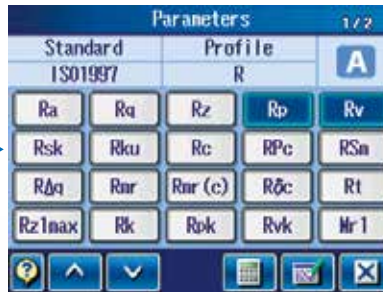 Parameters 1/2
Standard Profile A
ISO1997 R
Ra Rq Rz Rp Rv
Rsk Rku Rc RPc RSm
RΔq Rmr Rmr(c) Rδc Rt
Rz1max Rk Rpk Rvk Mr1
?